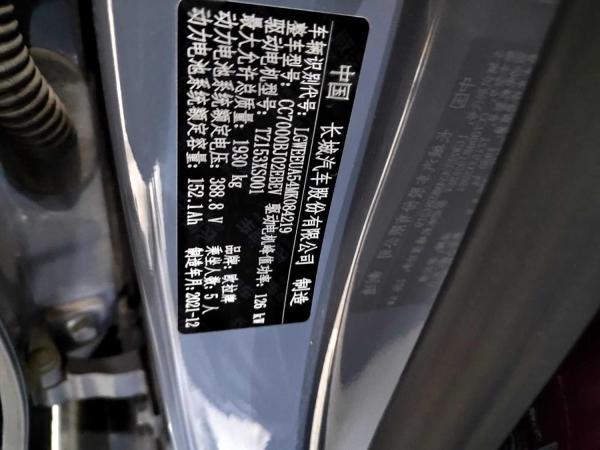 中国 长城汽车股份有限公司 制造
车辆识别代号: LGWEEUA54MK084219
整车型号: CC7000BJ02EBEV 品牌: 欧拉牌
驱动电机型号: TZ153XS001 驱动电机峰值功率: 126 kW
最大允许总质量: 1930 kg 乘坐人数: 5 人
动力电池系统额定电压: 388.8 V 制造年月: 2021-12
动力电池系统额定容量: 152.1Ah